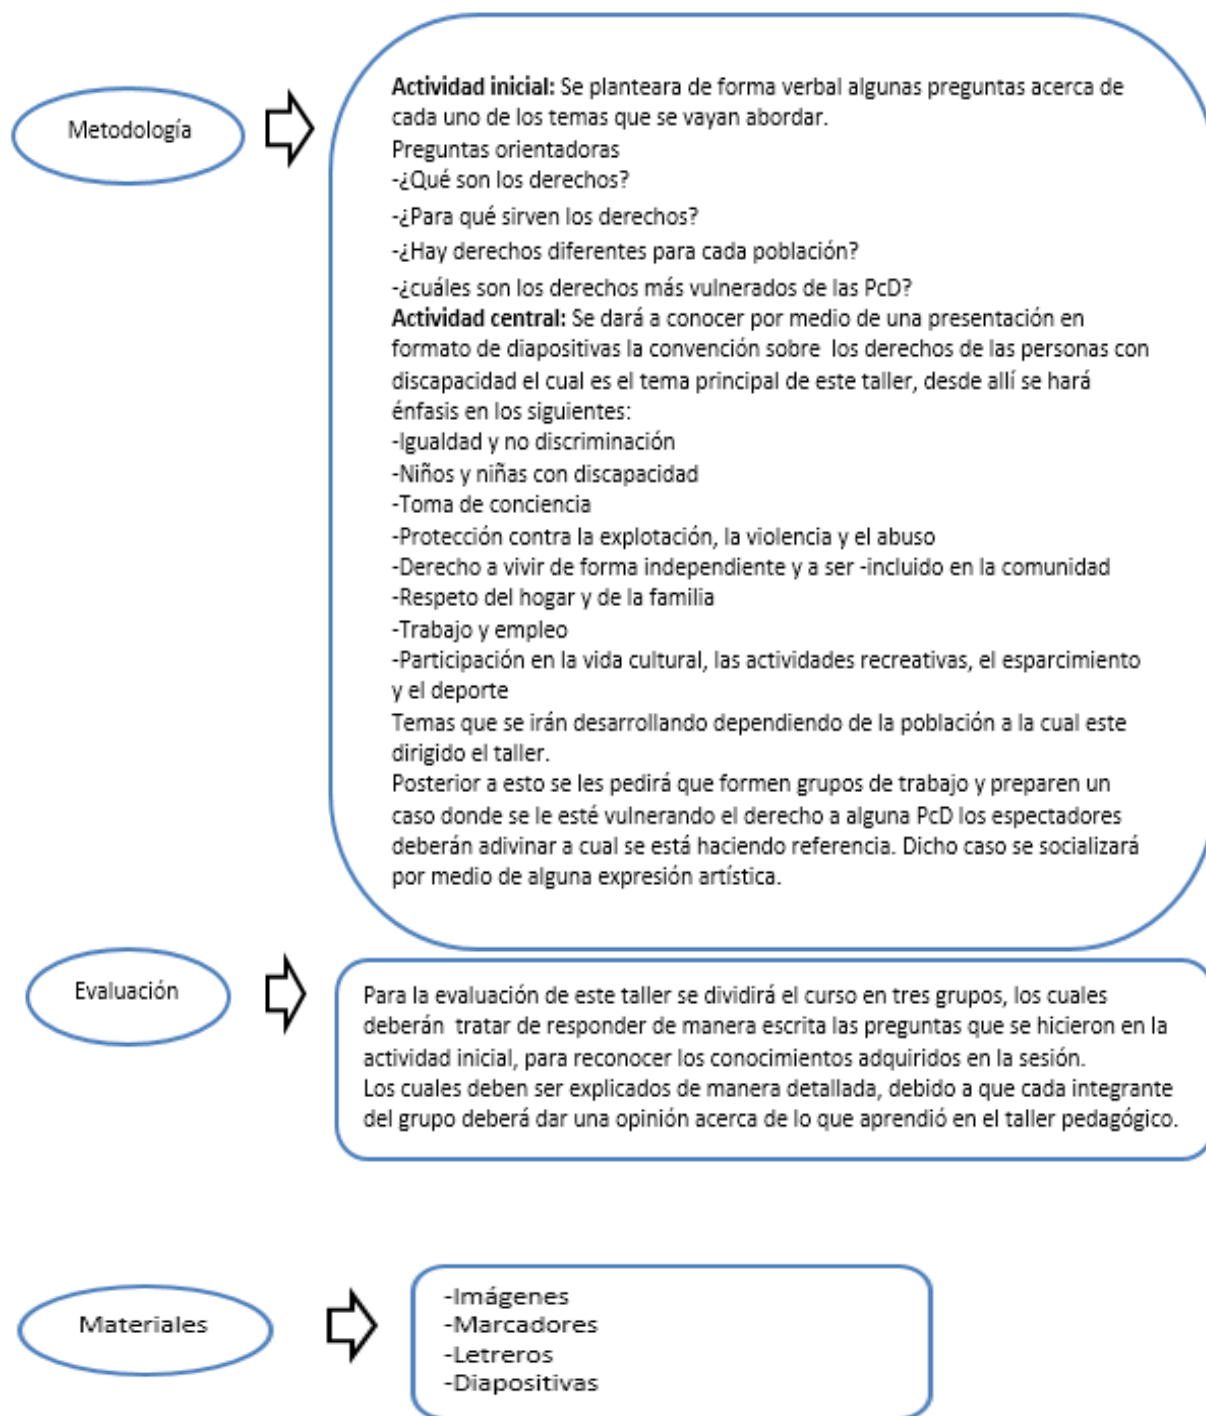 Metodología
Actividad inicial: Se planteara de forma verbal algunas preguntas acerca de
cada uno de los temas que se vayan abordar.
Preguntas orientadoras
-¿Qué son los derechos?
-¿Para qué sirven los derechos?
-¿Hay derechos diferentes para cada población?
-¿cuáles son los derechos más vulnerados de las PcD?
Actividad central: Se dará a conocer por medio de una presentación en
formato de diapositivas la convención sobre  los derechos de las personas con
discapacidad el cual es el tema principal de este taller, desde allí se hará
énfasis en los siguientes:
-Igualdad y no discriminación
-Niños y niñas con discapacidad
-Toma de conciencia
-Protección contra la explotación, la violencia y el abuso
-Derecho a vivir de forma independiente y a ser -incluido en la comunidad
-Respeto del hogar y de la familia
-Trabajo y empleo
-Participación en la vida cultural, las actividades recreativas, el esparcimiento
y el deporte
Temas que se irán desarrollando dependiendo de la población a la cual este
dirigido el taller.
Posterior a esto se les pedirá que formen grupos de trabajo y preparen un
caso donde se le esté vulnerando el derecho a alguna PcD los espectadores
deberán adivinar a cual se está haciendo referencia. Dicho caso se socializará
por medio de alguna expresión artística.
Evaluación
Para la evaluación de este taller se dividirá el curso en tres grupos, los cuales
deberán  tratar de responder de manera escrita las preguntas que se hicieron en la
actividad inicial, para reconocer los conocimientos adquiridos en la sesión.
Los cuales deben ser explicados de manera detallada, debido a que cada integrante
del grupo deberá dar una opinión acerca de lo que aprendió en el taller pedagógico.
Materiales
-Imágenes
-Marcadores
-Letreros
-Diapositivas